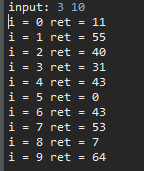 input: 3 10
i = 0 ret = 11
i = 1 ret = 55
i = 2 ret = 40
i = 3 ret = 31
i = 4 ret = 43
i = 5 ret = 0
i = 6 ret = 43
i = 7 ret = 53
i = 8 ret = 7
i = 9 ret = 64